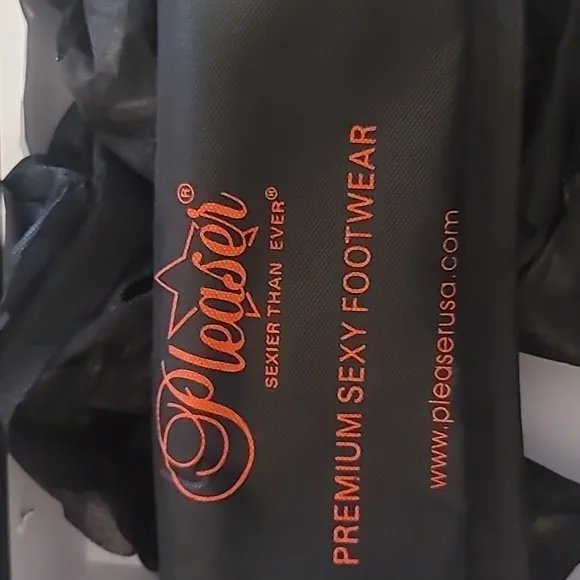 Pleaser®
SEXIER THAN EVER®
PREMIUM SEXY FOOTWEAR
www.pleaserusa.com